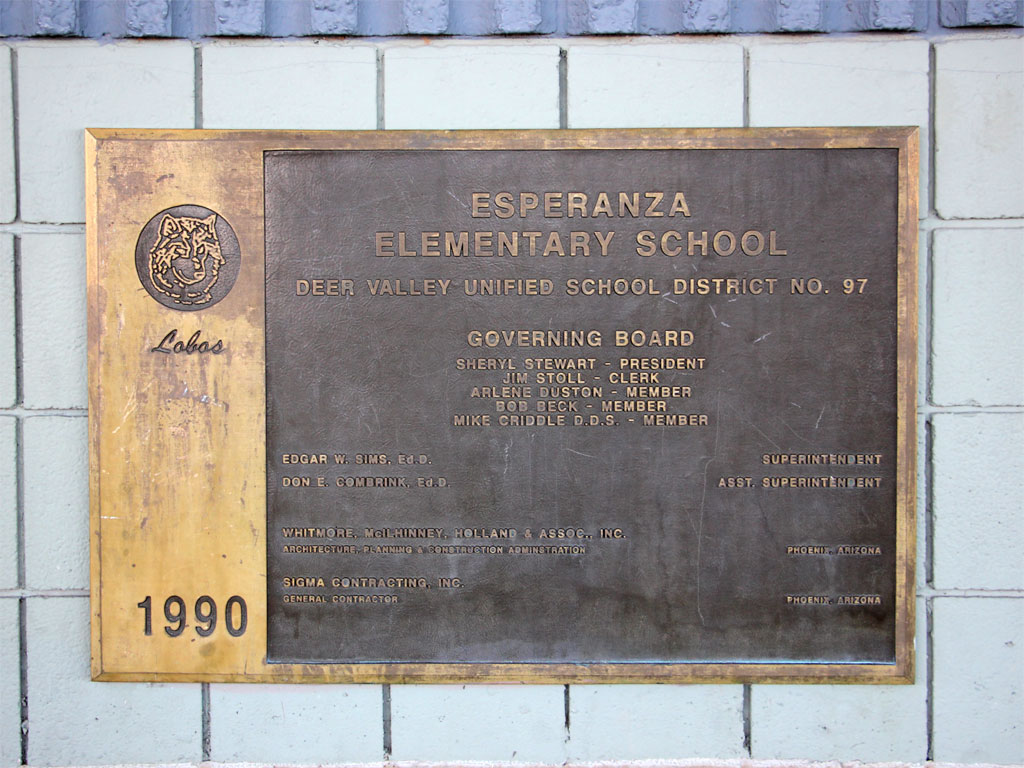 ESPERANZA
ELEMENTARY SCHOOL
DEER VALLEY UNIFIED SCHOOL DISTRICT NO. 97
Lobos
GOVERNING BOARD
SHERYL STEWART - PRESIDENT
JIM STOLL - CLERK
ARLENE DUSTON - MEMBER
BOB BECK - MEMBER
MIKE CRIDDLE D.D.S. - MEMBER
EDGAR W. SIMS, Ed.D. SUPERINTENDENT
DON E. COMBRINK, Ed.D. ASST. SUPERINTENDENT
WHITMORE, McILHINNEY, HOLLAND & ASSOC., INC.
ARCHITECTURE, PLANNING & CONSTRUCTION ADMINSTRATION PHOENIX, ARIZONA
SIGMA CONTRACTING, INC.
GENERAL CONTRACTOR PHOENIX, ARIZONA
1990